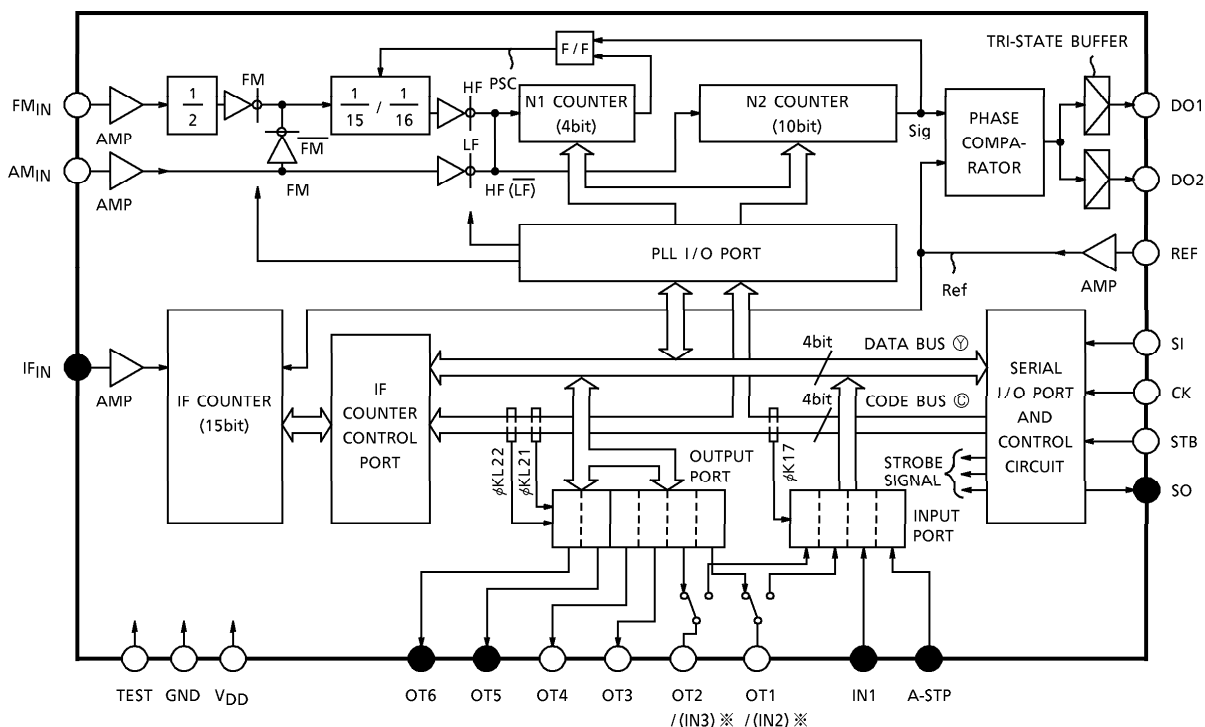 TRI-STATE BUFFER
F/F
PSC
FM
HF
FMIN
AMP
1
2
1
15
/
1
16
N1 COUNTER
(4bit)
N2 COUNTER
(10bit)
Sig
PHASE
COMPA-
RATOR
DO1
FM
LF
AMIN
AMP
FM
HF (LF)
DO2
PLL I/O PORT
Ref
AMP
REF
IFIN
AMP
IF COUNTER
(15bit)
IF
COUNTER
CONTROL
PORT
4bit
DATA BUS Ⓨ
4bit
CODE BUS Ⓒ
SERIAL
I/O PORT
AND
CONTROL
CIRCUIT
SI
CK
STB
SO
φKL22
φKL21
OUTPUT
PORT
φK17
STROBE
SIGNAL
INPUT
PORT
TEST
GND
VDD
OT6
OT5
OT4
OT3
OT2
/(IN3) ※
OT1
/(IN2) ※
IN1
A-STP